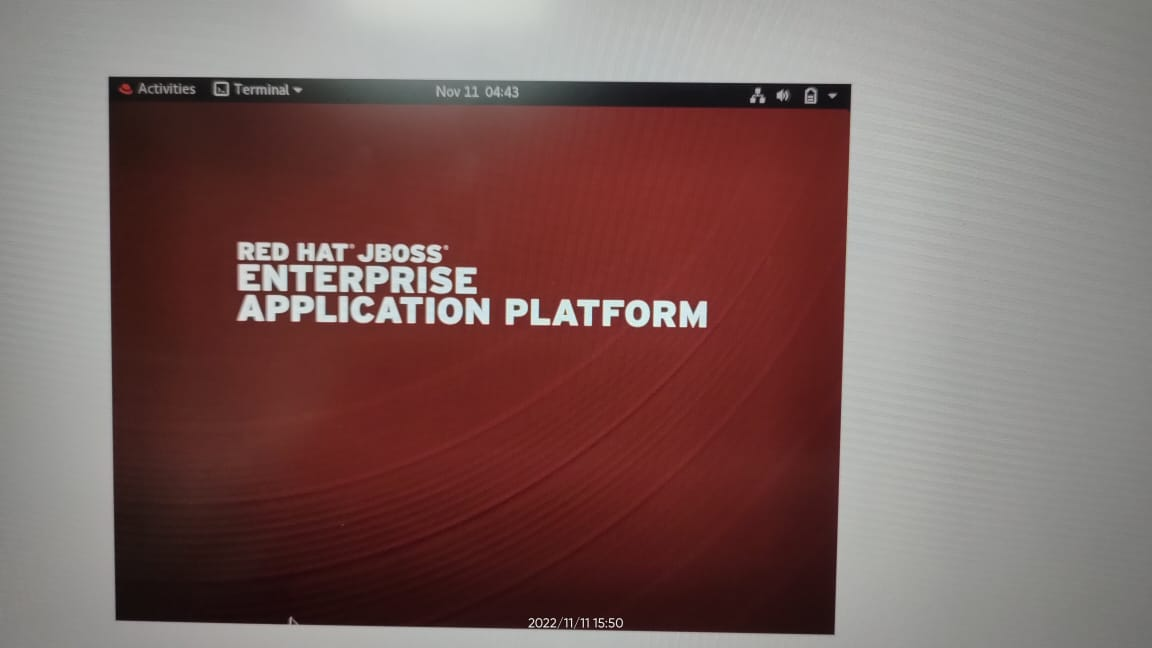 Activities Terminal Nov 11 04:43
RED HAT® JBOSS®
ENTERPRISE
APPLICATION PLATFORM
2022/11/11 15:50